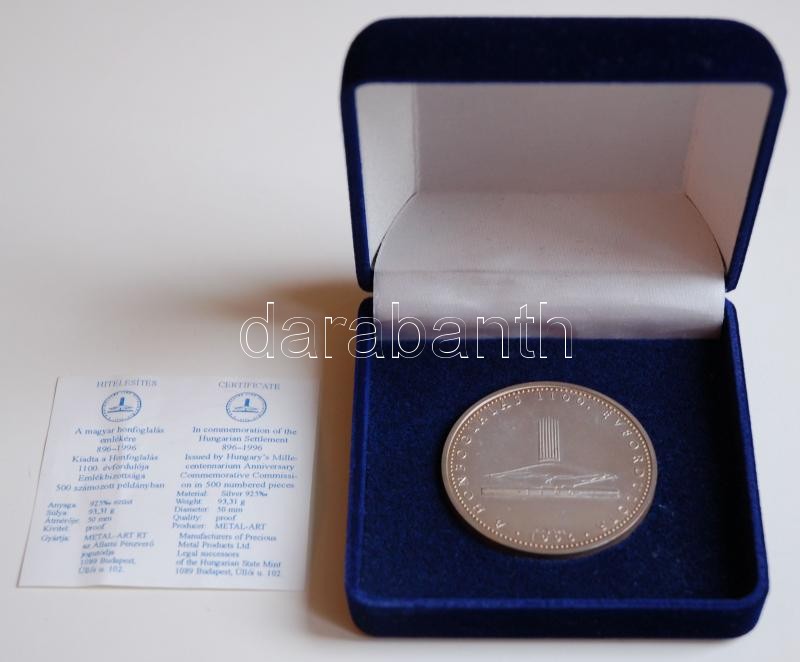 darabanth
HITELESÍTÉS
A magyar honfoglalás
emlékére
896–1996
Kiadta a Honfoglalás
1100. évfordulója
Emlékbizottsága
500 számozott példányban
Anyaga: 925‰ ezüst
Súlya: 93,31 g
Átmérője: 50 mm
Kivitel: proof
Gyártja: METAL-ART RT
az Állami Pénzverő
jogutódja
1089 Budapest,
Üllői u. 102.
CERTIFICATE
In commemoration of the
Hungarian Settlement
896–1996
Issued by Hungary's Mille-
centennarium Anniversary
Commemorative Commissi-
on in 500 numbered pieces
Material: Silver 925‰
Weight: 93,31 g
Diameter: 50 mm
Quality: proof
Producer: METAL-ART
Manufacturers of Precious
Metal Products Ltd.
Legal successors
of the Hungarian State Mint
1089 Budapest, Üllői u. 102.
A HONFOGLALÁS 1100. ÉVFORDULÓJA
1996